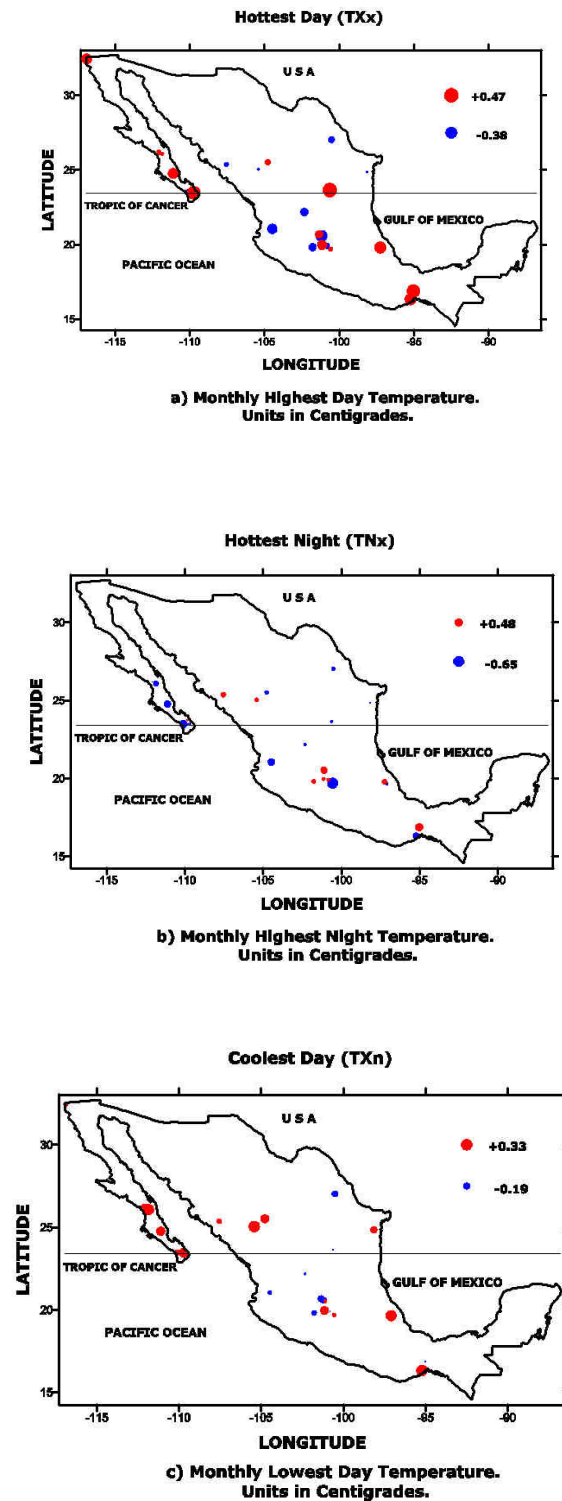 Hottest Day (TXx)
U S A
30
+0.47
-0.38
25
LATITUDE
TROPIC OF CANCER
GULF OF MEXICO
20
PACIFIC OCEAN
15
-115 -110 -105 -100 -95 -90
LONGITUDE
a) Monthly Highest Day Temperature.
Units in Centigrades.
Hottest Night (TNx)
U S A
30
+0.48
-0.65
25
LATITUDE
TROPIC OF CANCER
GULF OF MEXICO
20
PACIFIC OCEAN
15
-115 -110 -105 -100 -95 -90
LONGITUDE
b) Monthly Highest Night Temperature.
Units in Centigrades.
Coolest Day (TXn)
U S A
30
+0.33
-0.19
25
LATITUDE
TROPIC OF CANCER
GULF OF MEXICO
20
PACIFIC OCEAN
15
-115 -110 -105 -100 -95 -90
LONGITUDE
c) Monthly Lowest Day Temperature.
Units in Centigrades.